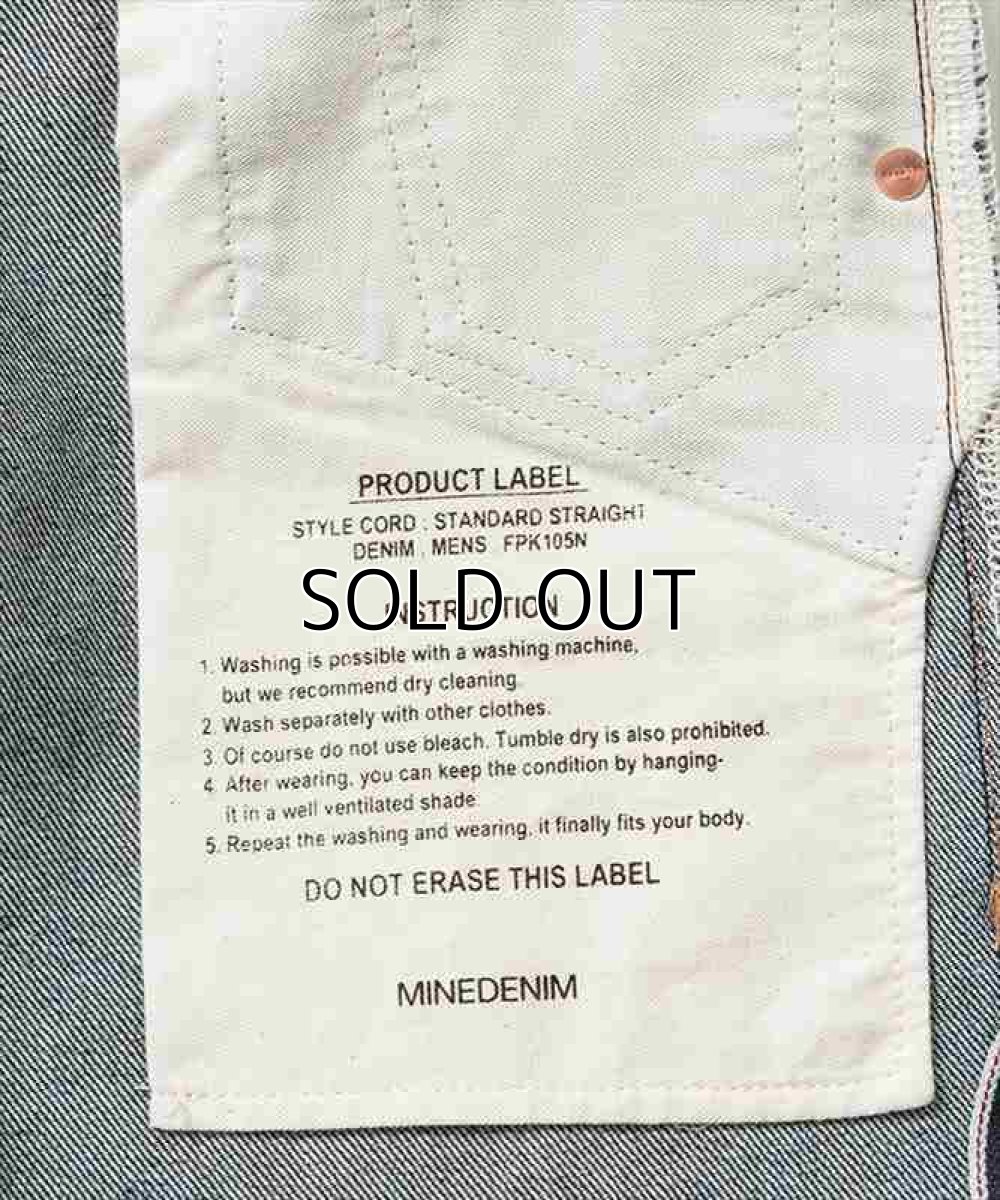 PRODUCT LABEL
STYLE CORD . STANDARD STRAIGHT
DENIM . MENS FPK105N
INSTRUCTION
SOLD OUT
1. Washing is possible with a washing machine,
but we recommend dry cleaning.
2. Wash separately with other clothes.
3. Of course do not use bleach. Tumble dry is also prohibited.
4. After wearing, you can keep the condition by hanging-
it in a well ventilated shade.
5. Repeat the washing and wearing, it finally fits your body.
DO NOT ERASE THIS LABEL
MINEDENIM